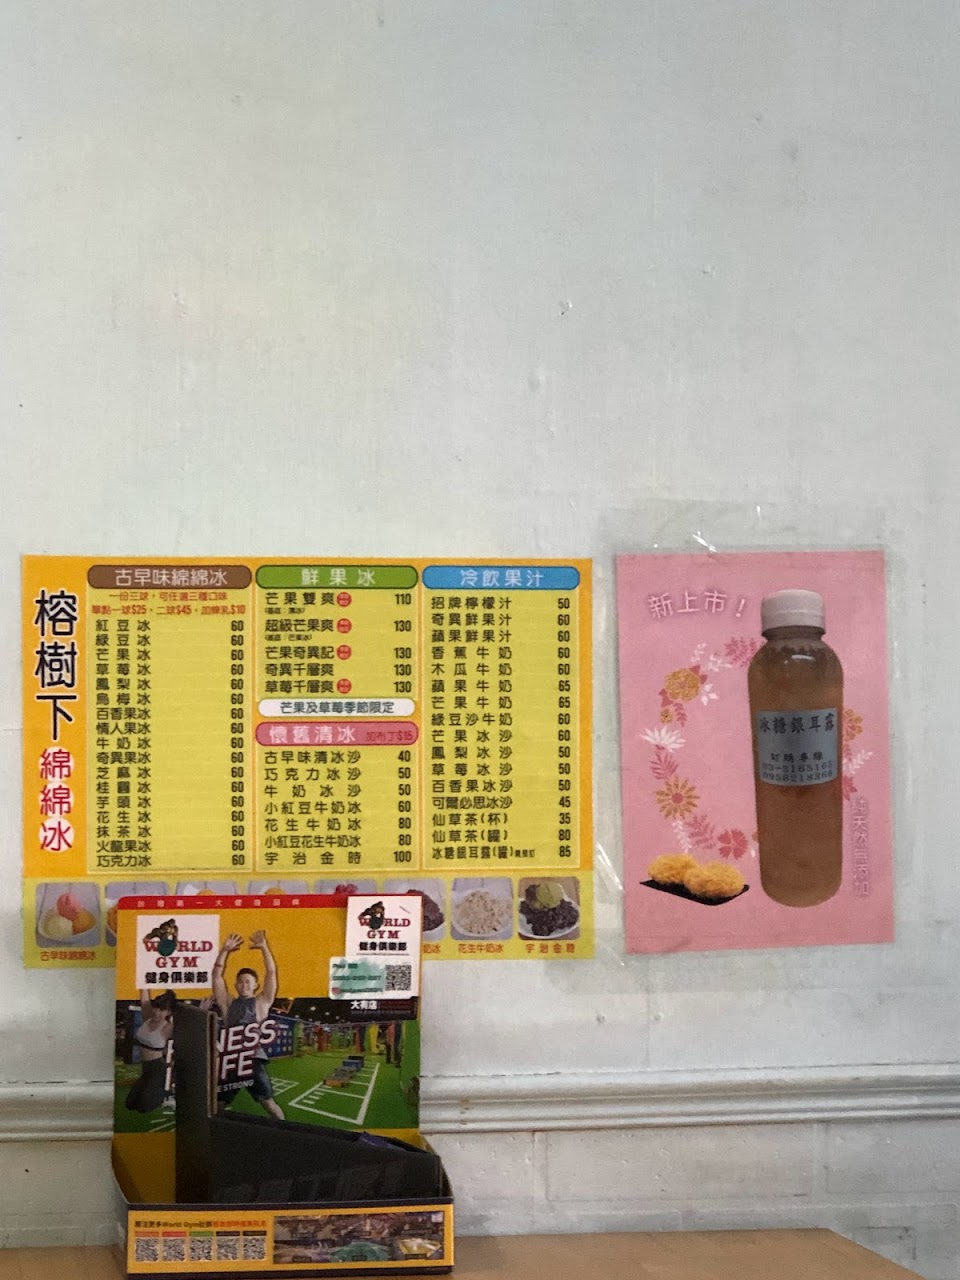 榕樹下綿綿冰
古早味綿綿冰
一份三球，可任選三種口味
單點一球$25，二球$45，加煉乳$10
紅豆冰 60
綠豆冰 60
芒果冰 60
草莓冰 60
鳳梨冰 60
烏梅冰 60
百香果冰 60
情人果冰 60
牛奶冰 60
奇異果冰 60
芝麻冰 60
桂圓冰 60
芋頭冰 60
花生冰 60
抹茶冰 60
火龍果冰 60
巧克力冰 60
鮮果冰
芒果雙爽 110
超級芒果爽 130
芒果奇異記 130
奇異千層爽 130
草莓千層爽 130
芒果及草莓季節限定
懷舊清冰 加布丁$15
古早味清冰沙 40
巧克力冰沙 50
牛奶冰沙 50
小紅豆牛奶冰 60
花生牛奶冰 80
小紅豆花生牛奶冰 80
宇治金時 100
冷飲果汁
招牌檸檬汁 50
奇異鮮果汁 60
蘋果鮮果汁 60
香蕉牛奶 60
木瓜牛奶 60
蘋果牛奶 65
芒果牛奶 65
綠豆沙牛奶 60
芒果冰沙 50
鳳梨冰沙 50
草莓冰沙 50
百香果冰沙 50
可爾必思冰沙 45
仙草茶(杯) 35
仙草茶(罐) 80
冰糖銀耳露(罐) 85
古早味綿綿冰
奶冰
花生牛奶冰
宇治金時
新上市！
冰糖銀耳露
訂購專線
純天然無添加
WORLD
GYM
健身俱樂部
WORLD
GYM
健身俱樂部
大有店
NESS
FE
E STRONG